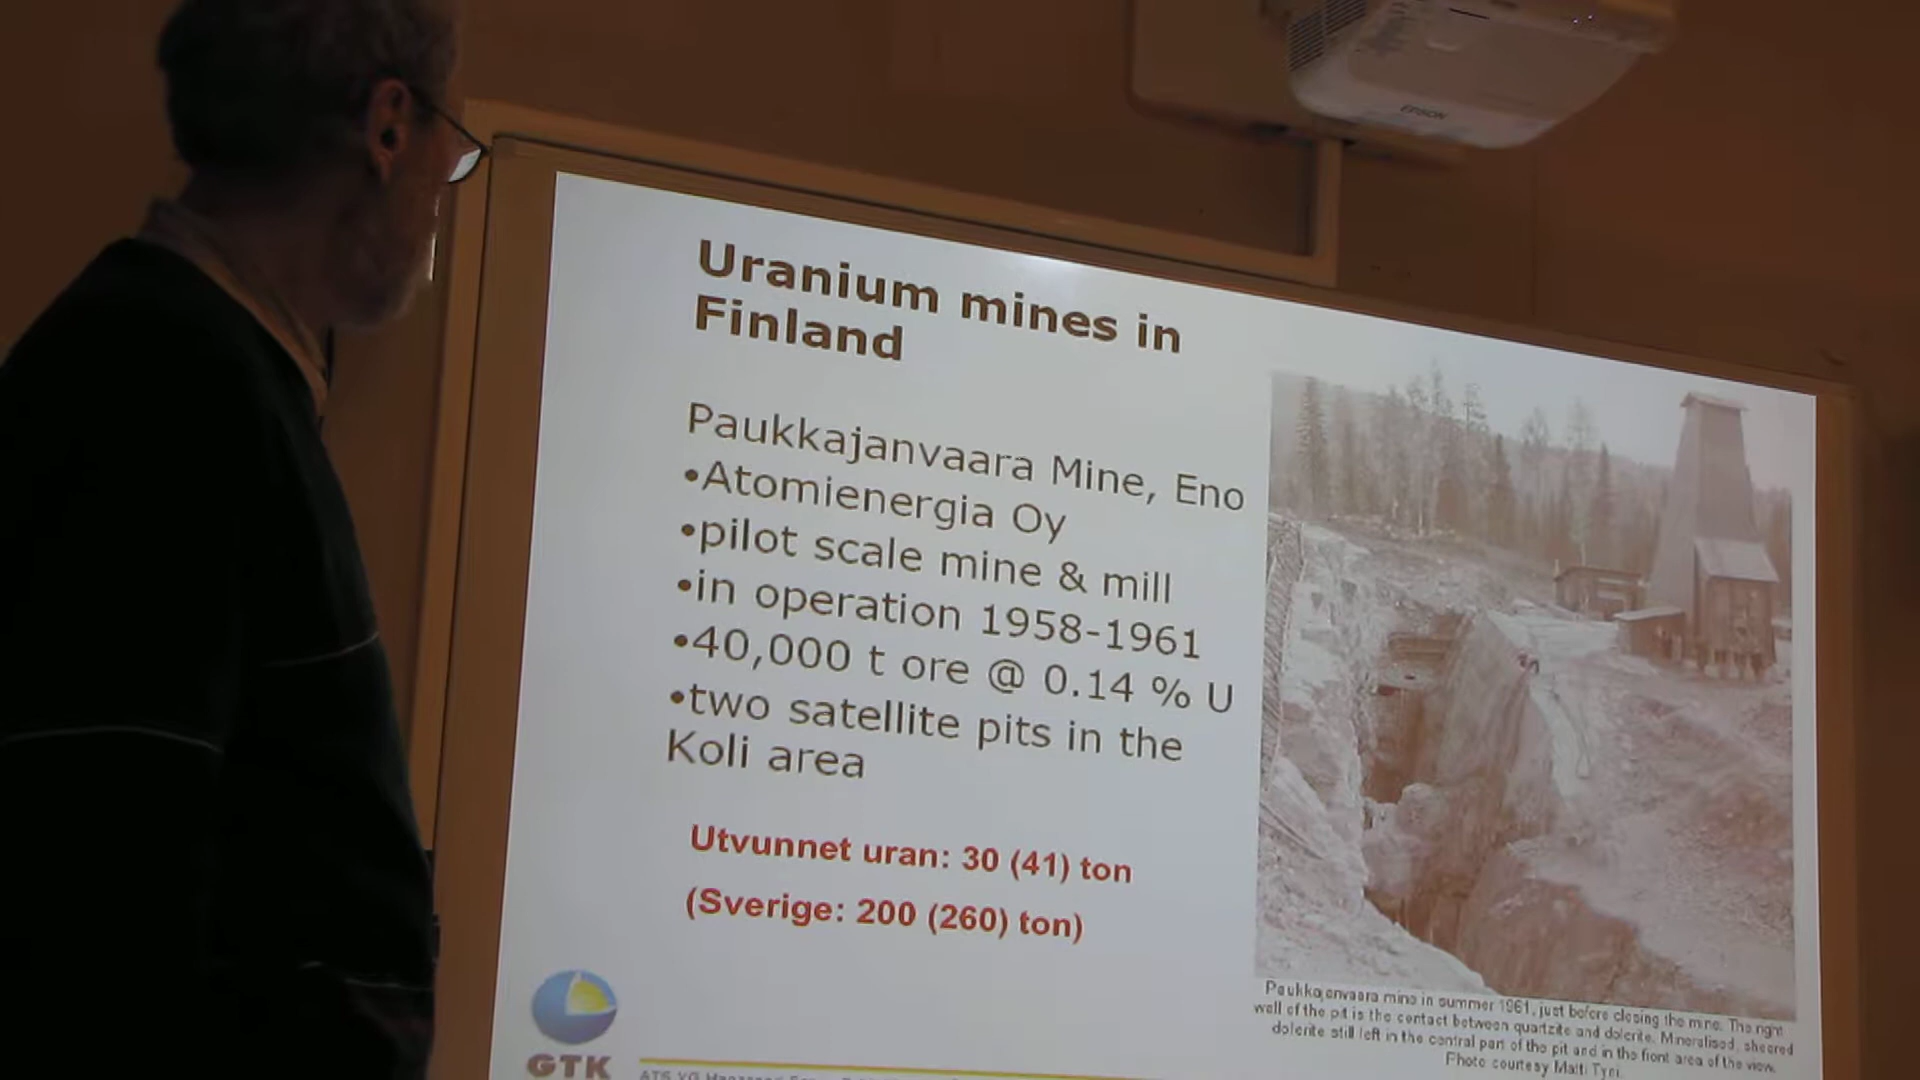 EPSON
Uranium mines in
Finland
Paukkajanvaara Mine, Eno
•Atomienergia Oy
•pilot scale mine & mill
•in operation 1958-1961
•40,000 t ore @ 0.14 % U
•two satellite pits in the
Koli area
Utvunnet uran: 30 (41) ton
(Sverige: 200 (260) ton)
Paukkajanvaara mine in summer 1961, just before closing the mine. The right
wall of the pit is the contact between quartzite and dolerite. Mineralised, sheared
dolerite still left in the central part of the pit and in the front area of the view.
Photo courtesy Matti Tyni.
GTK